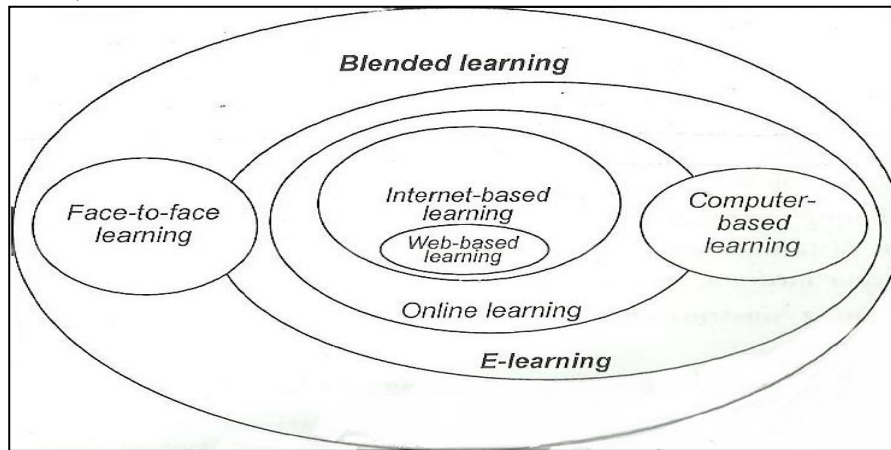 Blended learning
Face-to-face
learning
Internet-based
learning
Web-based
learning
Computer-
based
learning
Online learning
E-learning